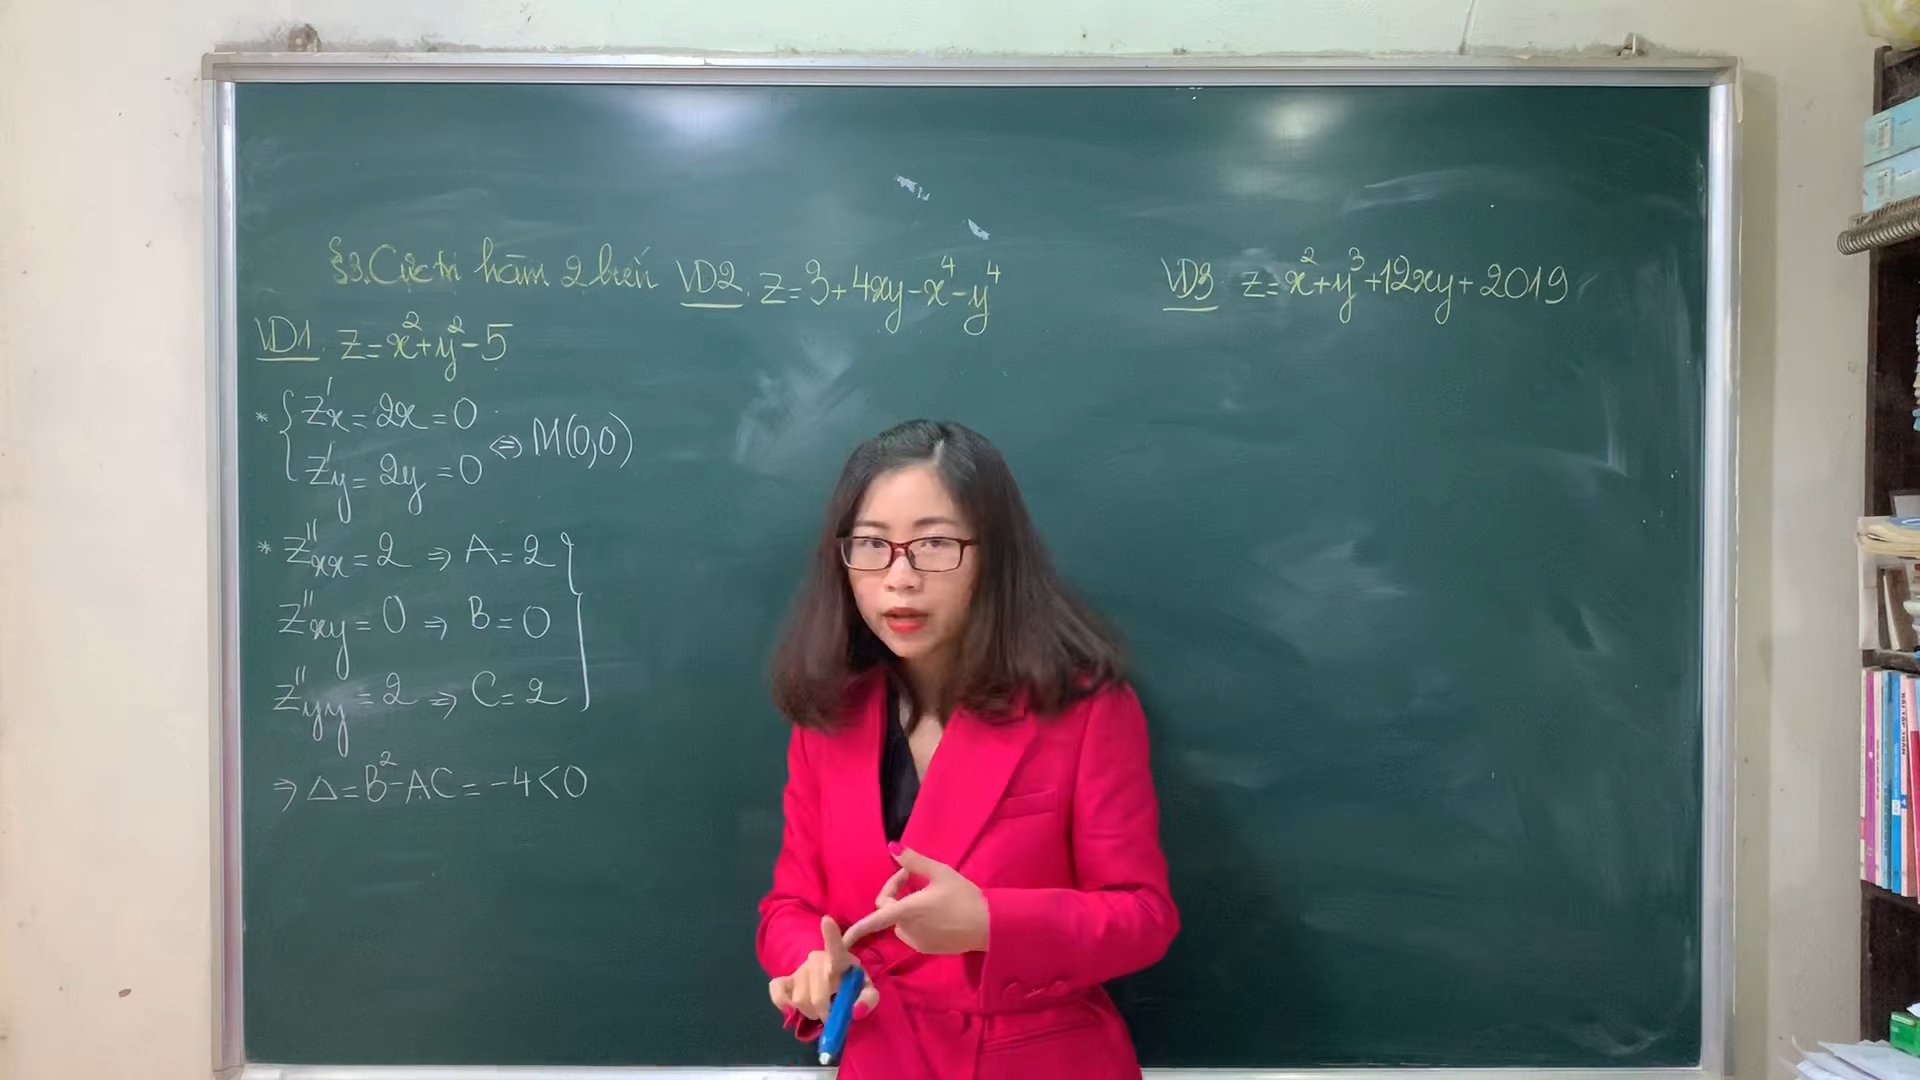 §3. Cực trị hàm 2 biến
VD1. z = x² + y² - 5
* { z'x = 2x = 0
z'y = 2y = 0 ⇔ M(0,0)
* z''xx = 2 ⇒ A = 2
z''xy = 0 ⇒ B = 0
z''yy = 2 ⇒ C = 2 }
⇒ Δ = B² - AC = -4 < 0
VD2. z = 3 + 4xy - x⁴ - y⁴
VD3 z = x² + y³ + 12xy + 2019